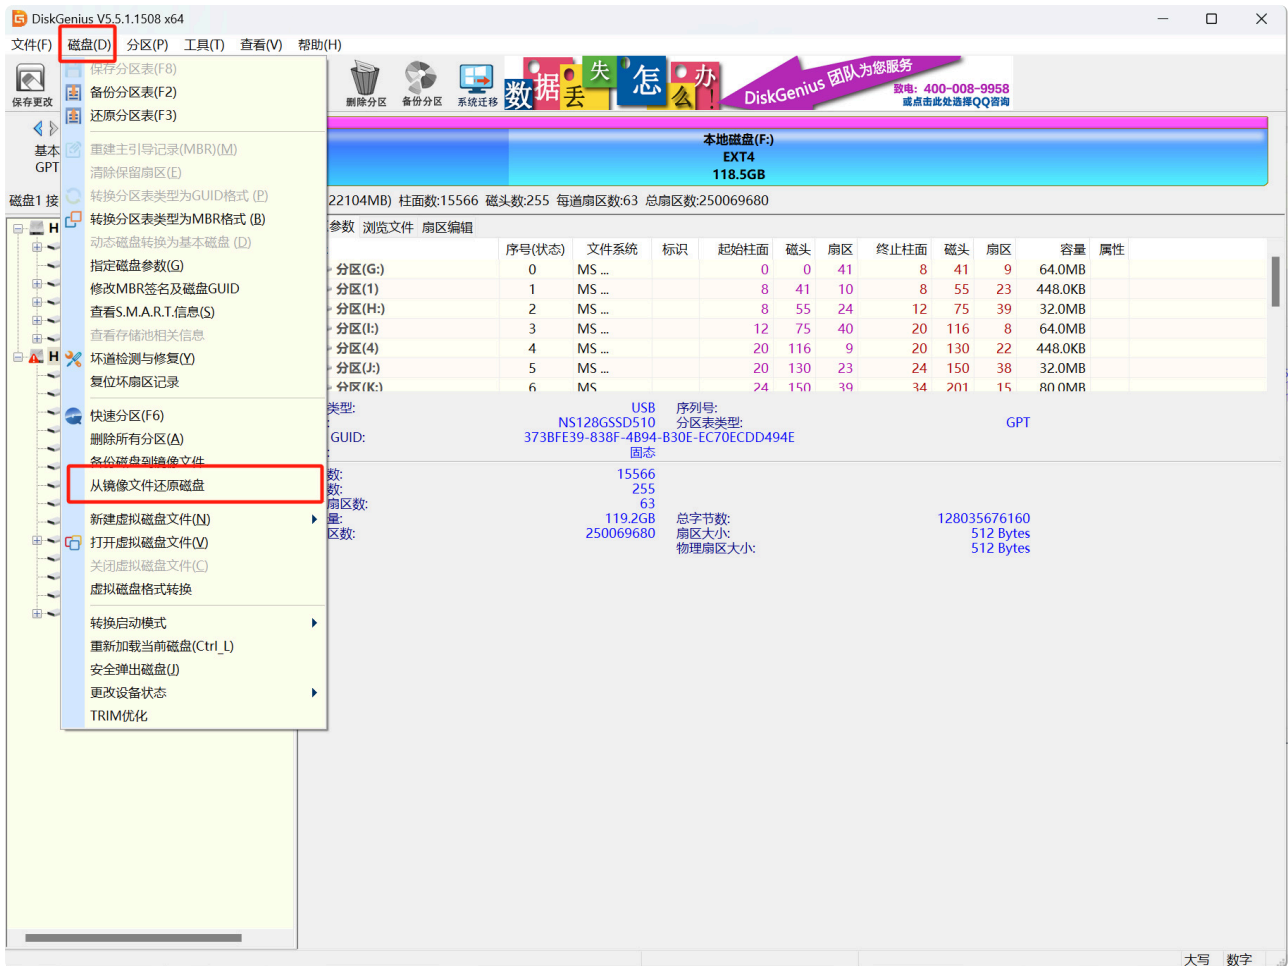 DiskGenius V5.5.1.1508 x64
文件(F) 磁盘(D) 分区(P) 工具(T) 查看(V) 帮助(H)
保存更改 删除分区 备份分区 系统迁移
数据丢失怎么办!
DiskGenius 团队为您服务
致电: 400-008-9958
或点击此处选择QQ咨询
保存分区表(F8)
备份分区表(F2)
还原分区表(F3)
重建主引导记录(MBR)(M)
清除保留扇区(E)
转换分区表类型为GUID格式 (P)
转换分区表类型为MBR格式 (B)
动态磁盘转换为基本磁盘 (D)
指定磁盘参数(G)
修改MBR签名及磁盘GUID
查看S.M.A.R.T.信息(S)
查看存储池相关信息
坏道检测与修复(Y)
复位坏扇区记录
快速分区(F6)
删除所有分区(A)
备份磁盘到镜像文件
从镜像文件还原磁盘
新建虚拟磁盘文件(N)
打开虚拟磁盘文件(V)
关闭虚拟磁盘文件(C)
虚拟磁盘格式转换
转换启动模式
重新加载当前磁盘(Ctrl_L)
安全弹出磁盘(J)
更改设备状态
TRIM优化
基本
GPT
本地磁盘(F:)
EXT4
118.5GB
磁盘1 接 22104MB) 柱面数:15566 磁头数:255 每道扇区数:63 总扇区数:250069680
H
H
参数 浏览文件 扇区编辑
序号(状态) 文件系统 标识 起始柱面 磁头 扇区 终止柱面 磁头 扇区 容量 属性
分区(G:) 0 MS ... 0 0 41 8 41 9 64.0MB
分区(1) 1 MS ... 8 41 10 8 55 23 448.0KB
分区(H:) 2 MS ... 8 55 24 12 75 39 32.0MB
分区(I:) 3 MS ... 12 75 40 20 116 8 64.0MB
分区(4) 4 MS ... 20 116 9 20 130 22 448.0KB
分区(J:) 5 MS ... 20 130 23 24 150 38 32.0MB
分区(K:) 6 MS 24 150 39 34 201 15 80.0MB
类型: USB 序列号:
: NS128GSSD510 分区表类型: GPT
GUID: 373BFE39-838F-4B94-B30E-EC70ECDD494E
: 固态
数: 15566
数: 255
扇区数: 63
量: 119.2GB 总字节数: 128035676160
区数: 250069680 扇区大小: 512 Bytes
物理扇区大小: 512 Bytes
大写 数字